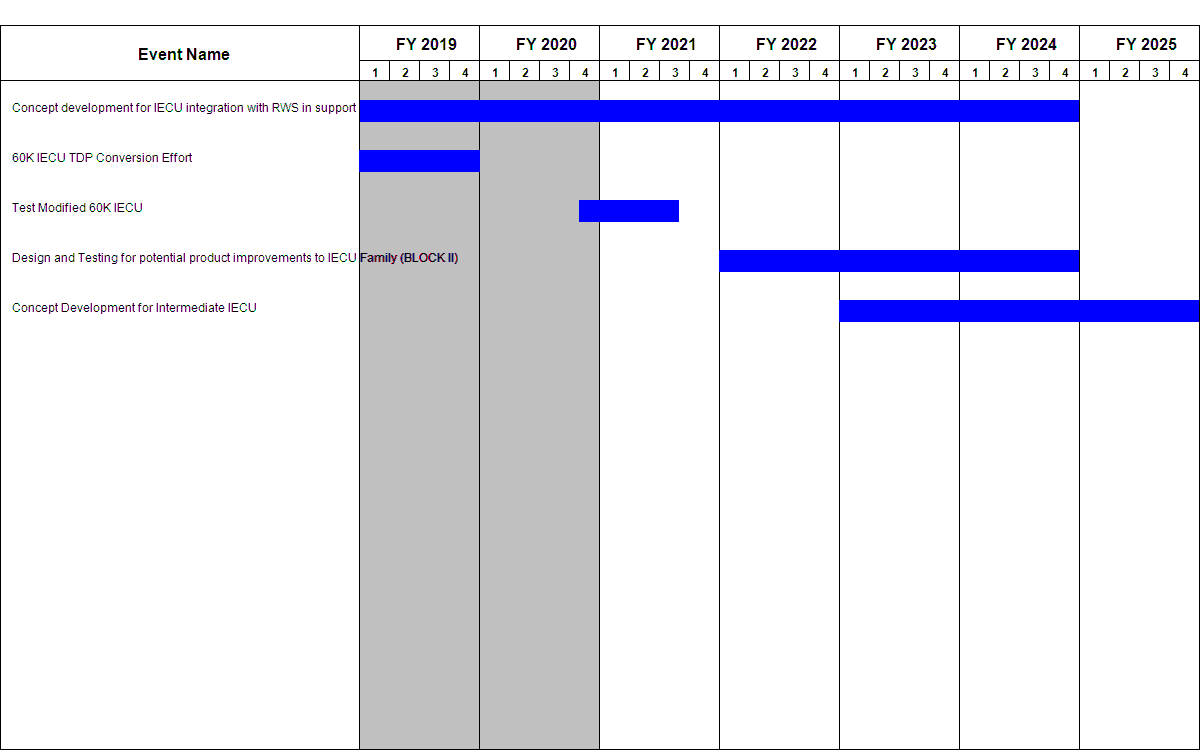 Event Name
FY 2019 FY 2020 FY 2021 FY 2022 FY 2023 FY 2024 FY 2025
1 2 3 4 1 2 3 4 1 2 3 4 1 2 3 4 1 2 3 4 1 2 3 4 1 2 3 4
Concept development for IECU integration with RWS in support
60K IECU TDP Conversion Effort
Test Modified 60K IECU
Design and Testing for potential product improvements to IECU Family (BLOCK II)
Concept Development for Intermediate IECU